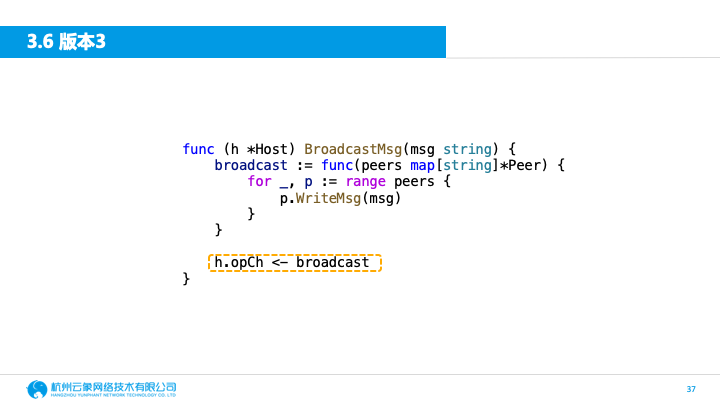 3.6 版本3
func (h *Host) BroadcastMsg(msg string) {
    broadcast := func(peers map[string]*Peer) {
        for _, p := range peers {
            p.WriteMsg(msg)
        }
    }
    h.opCh <- broadcast
}
杭州云象网络技术有限公司
HANGZHOU YUNPHANT NETWORK TECHNOLOGY CO. LTD
37